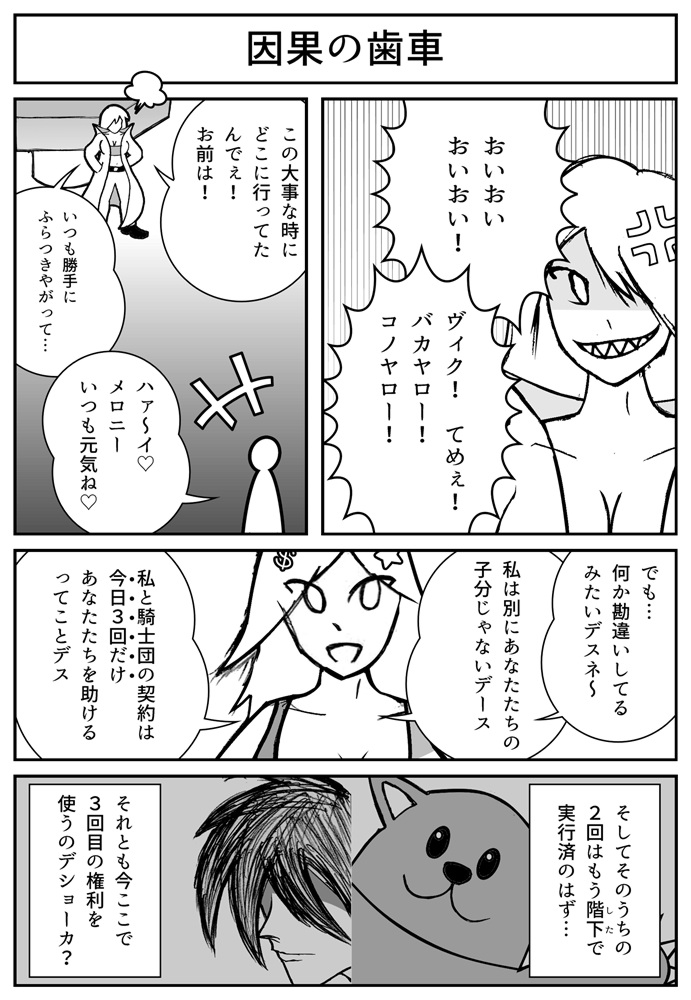 因果の歯車
おいおい
おいおい！
ヴィク！　てめぇ！
バカヤロー！
コノヤロー！
この大事な時に
どこに行ってた
んでぇ！
お前は！
いつも勝手に
ふらつきやがって…
ハァ～イ♡
メロニー
いつも元気ね♡
でも…
何か勘違いしてる
みたいデスネ～
私は別にあなたたちの
子分じゃないデース
私と騎士団の契約は
今日３回だけ
あなたたちを助ける
ってことデス
そしてそのうちの
２回はもう階下で
した
実行済のはず…
それとも今ここで
３回目の権利を
使うのデショーカ？